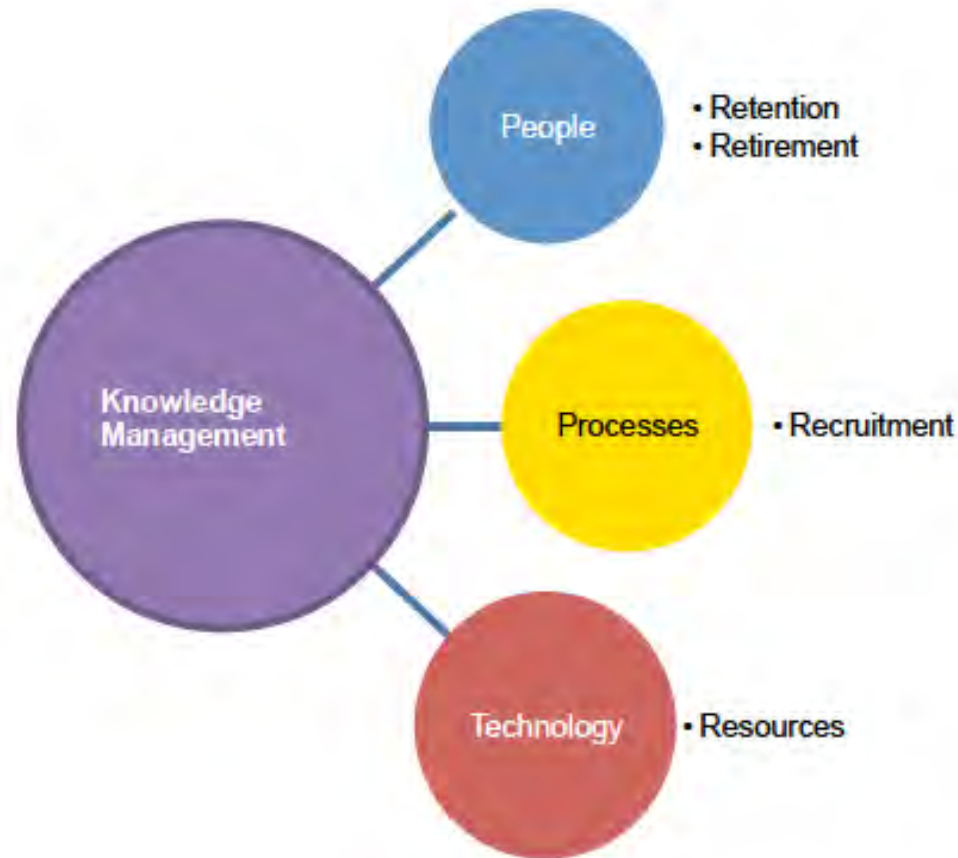 People
• Retention
• Retirement
Knowledge
Management
Processes
• Recruitment
Technology
• Resources